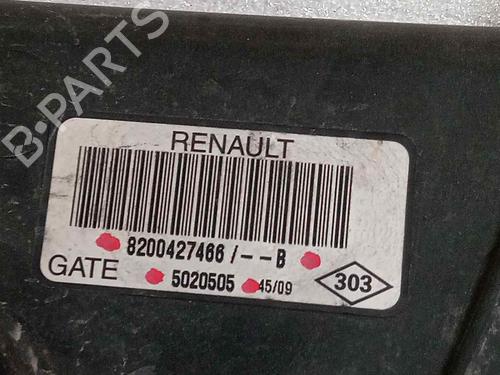 B-PARTS
RENAULT
8200427466/--B
GATE 5020505 45/09 303